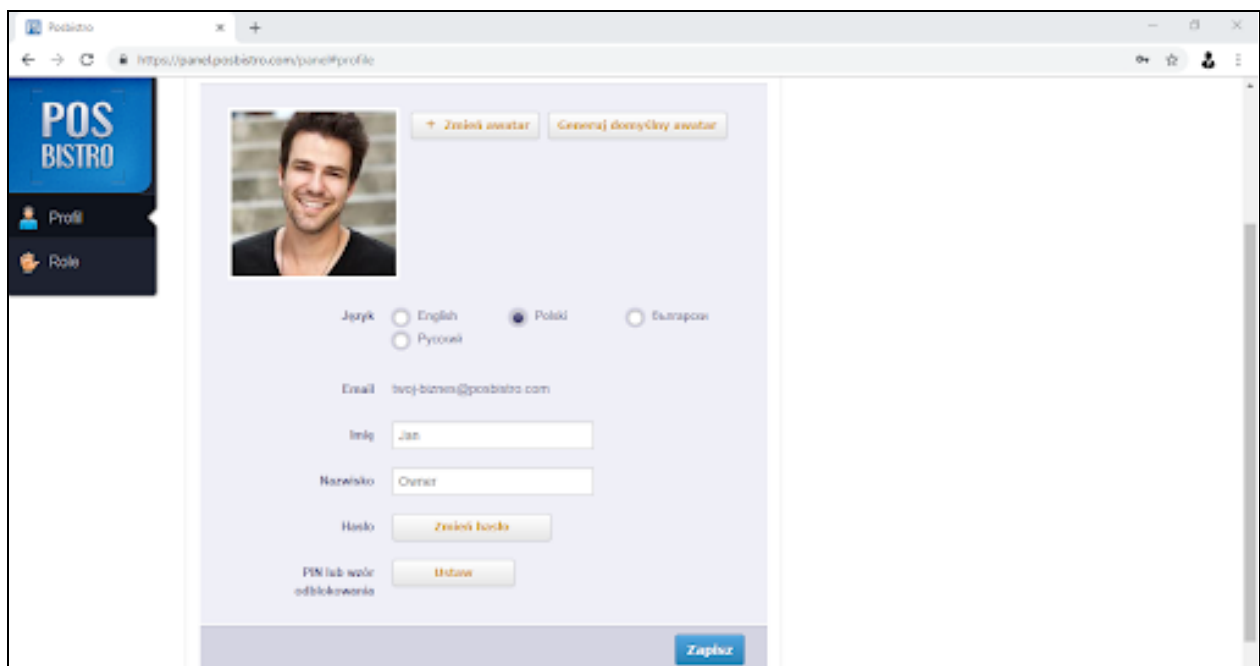 Posbistro
https://panel.posbistro.com/panel#profile
POS
BISTRO
Profil
Role
+ Zmień awatar
Generuj domyślny awatar
Język
English
Polski
Български
Русский
Email
twoj-biznes@posbistro.com
Imię
Jan
Nazwisko
Owner
Hasło
Zmień hasło
PIN lub wzór
odblokowania
Ustaw
Zapisz